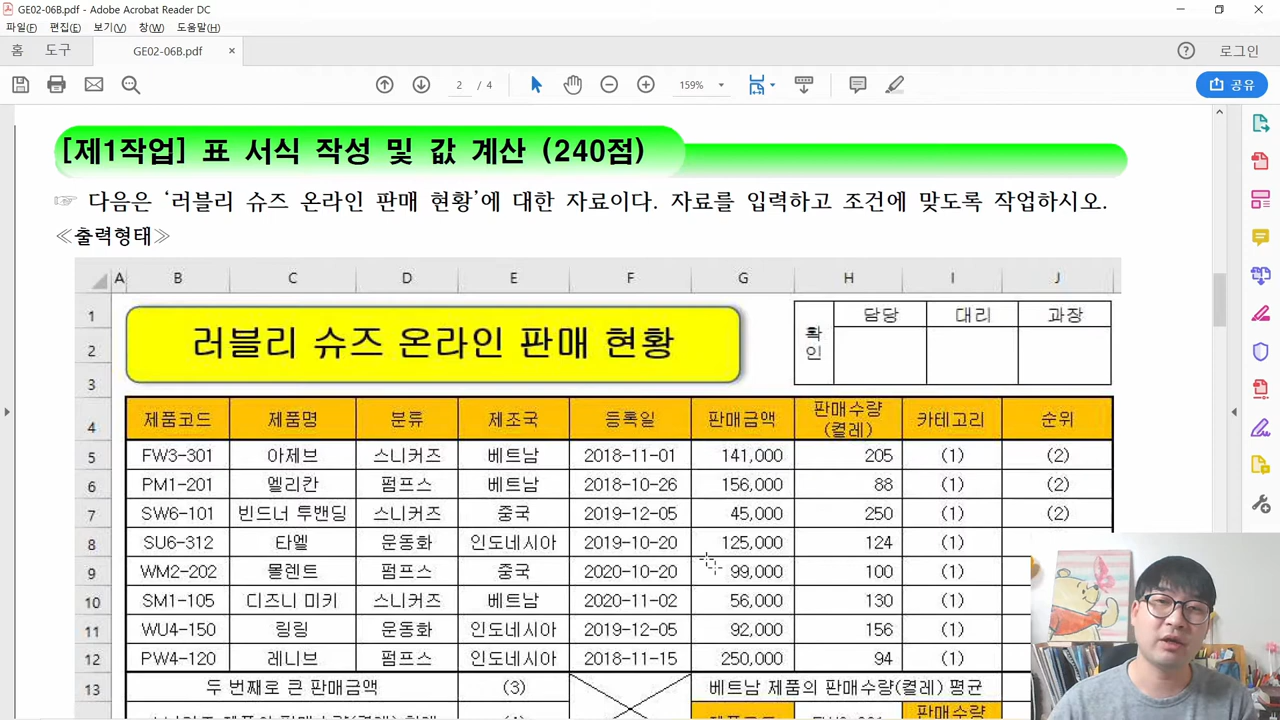 GE02-06B.pdf - Adobe Acrobat Reader DC
파일(F) 편집(E) 보기(V) 창(W) 도움말(H)
홈 도구 GE02-06B.pdf × 로그인
2 / 4 159% 공유
[제1작업] 표 서식 작성 및 값 계산 (240점)
☞ 다음은 ‘러블리 슈즈 온라인 판매 현황’에 대한 자료이다. 자료를 입력하고 조건에 맞도록 작업하시오.
≪출력형태≫
A B C D E F G H I J
1 러블리 슈즈 온라인 판매 현황 확인 담당 대리 과장
2
3
4 제품코드 제품명 분류 제조국 등록일 판매금액 판매수량(켤레) 카테고리 순위
5 FW3-301 아제브 스니커즈 베트남 2018-11-01 141,000 205 (1) (2)
6 PM1-201 엘리칸 펌프스 베트남 2018-10-26 156,000 88 (1) (2)
7 SW6-101 빈드너 투밴딩 스니커즈 중국 2018-12-05 45,000 250 (1) (2)
8 SU6-312 타엘 운동화 인도네시아 2019-10-20 125,000 124 (1)
9 WM2-202 몰렌트 펌프스 중국 2020-10-20 99,000 100 (1)
10 SM1-105 디즈니 미키 스니커즈 베트남 2020-11-02 56,000 130 (1)
11 WU4-150 링링 운동화 인도네시아 2019-12-05 92,000 156 (1)
12 PW4-120 레니브 펌프스 인도네시아 2018-11-15 250,000 94 (1)
13 두 번째로 큰 판매금액 (3) 베트남 제품의 판매수량(켤레) 평균
판매수량